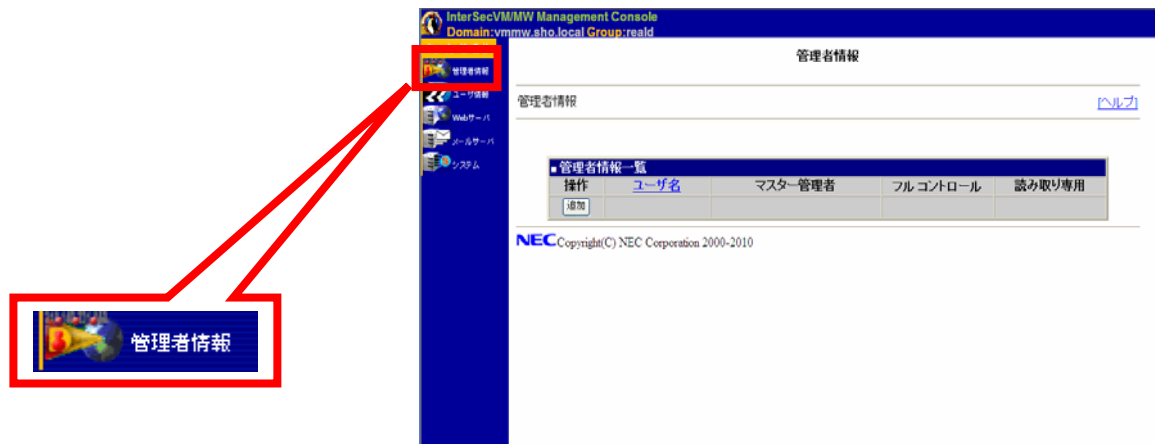 InterSecVM/MW Management Console
Domain:vmmw.sho.local Group:reald
管理者情報
ユーザ情報
Webサーバ
メールサーバ
システム
管理者情報
管理者情報 [ヘルプ]
■管理者情報一覧
操作 ユーザ名 マスター管理者 フル コントロール 読み取り専用
追加
NEC Copyright(C) NEC Corporation 2000-2010
管理者情報